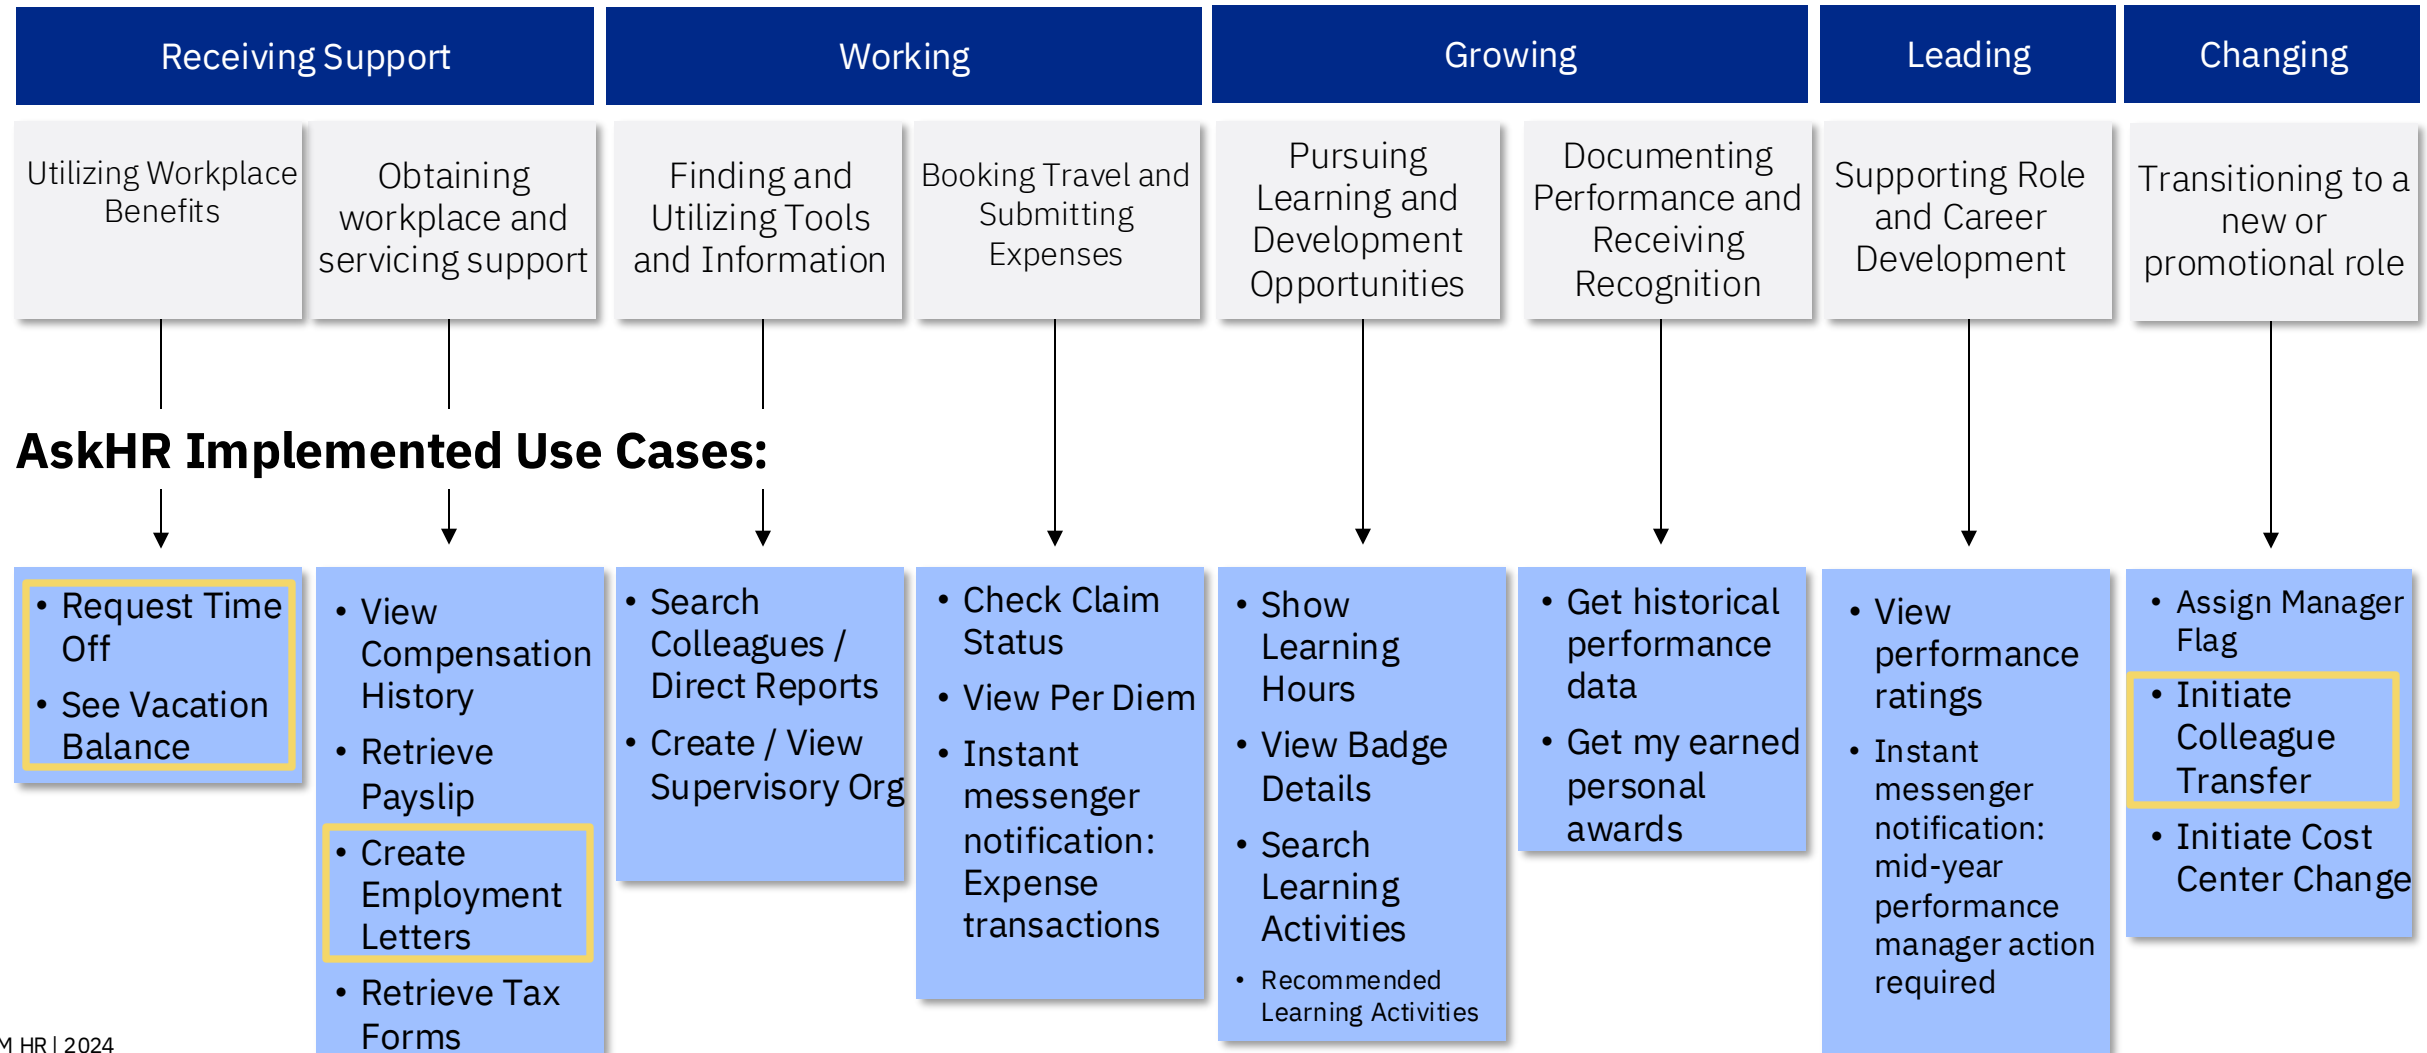 Receiving Support
Working
Growing
Leading
Changing
Utilizing Workplace
Benefits
Obtaining
workplace and
servicing support
Finding and
Utilizing Tools
and Information
Booking Travel and
Submitting
Expenses
Pursuing
Learning and
Development
Opportunities
Documenting
Performance and
Receiving
Recognition
Supporting Role
and Career
Development
Transitioning to a
new or
promotional role
AskHR Implemented Use Cases:
• Request Time
Off
• See Vacation
Balance
• View
Compensation
History
• Retrieve
Payslip
• Create
Employment
Letters
• Retrieve Tax
Forms
• Search
Colleagues /
Direct Reports
• Create / View
Supervisory Org
• Check Claim
Status
• View Per Diem
• Instant
messenger
notification:
Expense
transactions
• Show
Learning
Hours
• View Badge
Details
• Search
Learning
Activities
• Recommended
Learning Activities
• Get historical
performance
data
• Get my earned
personal
awards
• View
performance
ratings
• Instant
messenger
notification:
mid-year
performance
manager action
required
• Assign Manager
Flag
• Initiate
Colleague
Transfer
• Initiate Cost
Center Change
M HR | 2024